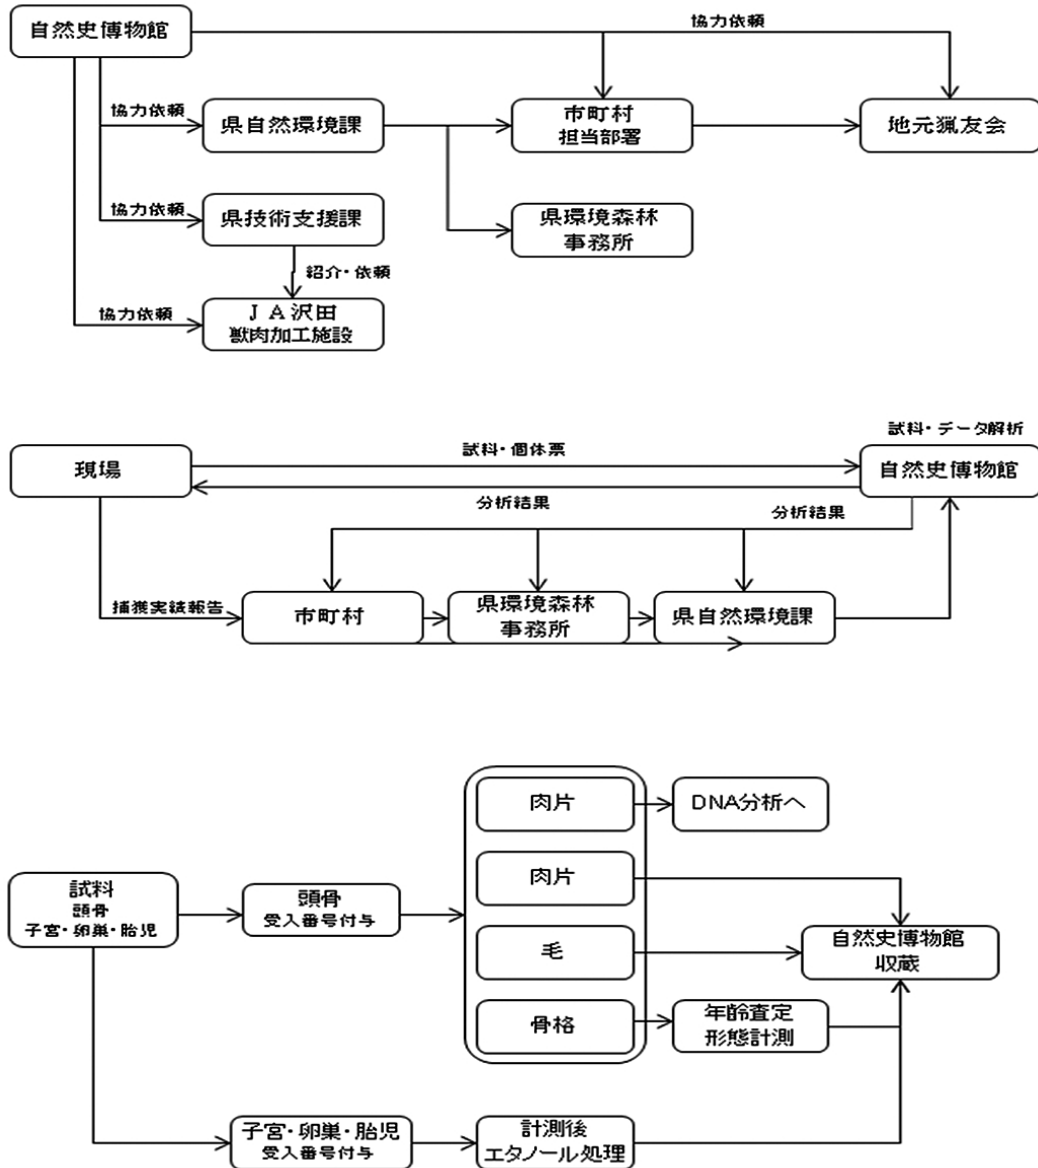 自然史博物館
協力依頼
協力依頼
県自然環境課
市町村
担当部署
地元猟友会
協力依頼
県技術支援課
県環境森林
事務所
紹介・依頼
協力依頼
JA沢田
獣肉加工施設
試料・データ解析
現場
試料・個体票
自然史博物館
分析結果
分析結果
捕獲実績報告
市町村
県環境森林
事務所
県自然環境課
肉片
DNA分析へ
試料
頭骨
子宮・卵巣・胎児
頭骨
受入番号付与
肉片
毛
自然史博物館
収蔵
骨格
年齢査定
形態計測
子宮・卵巣・胎児
受入番号付与
計測後
エタノール処理